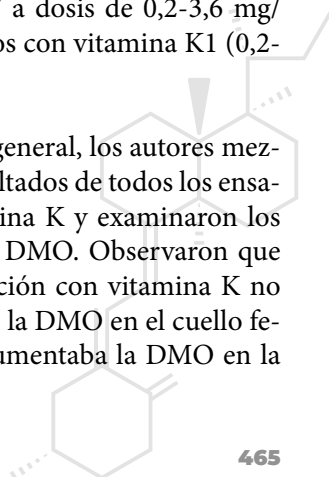 a dosis de 0,2-3,6 mg/
os con vitamina K1 (0,2-
general, los autores mez-
ltados de todos los ensa-
ina K y examinaron los
DMO. Observaron que
ción con vitamina K no
la DMO en el cuello fe-
umentaba la DMO en la
465